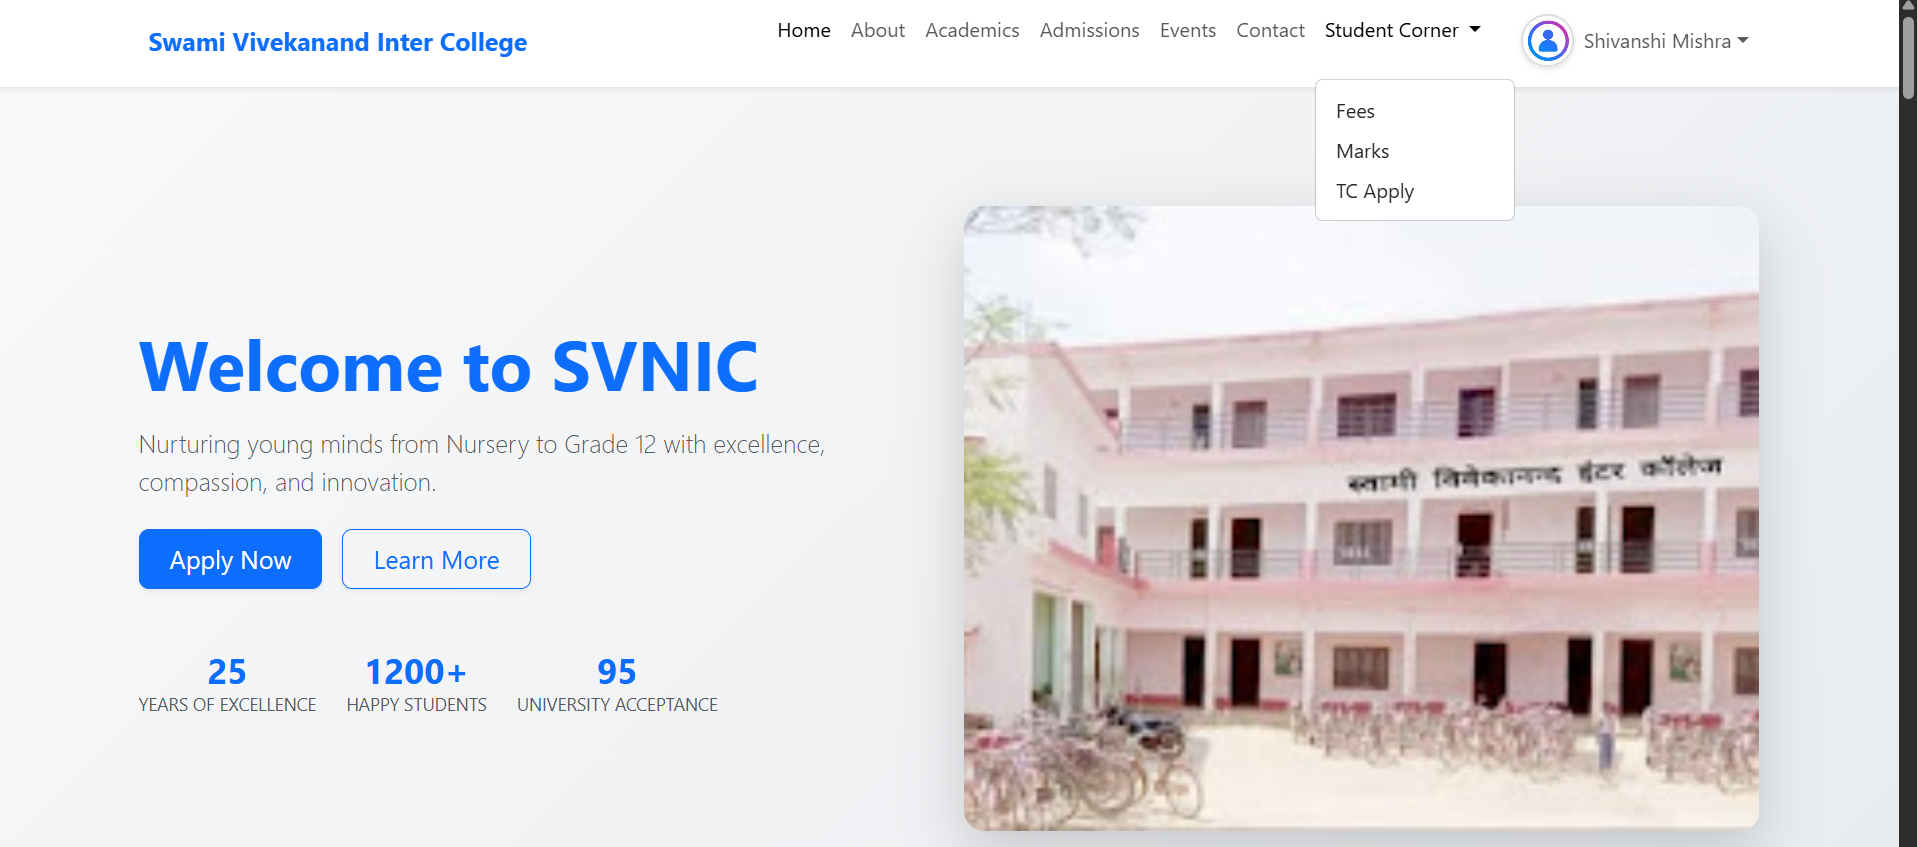 Swami Vivekanand Inter College
Home About Academics Admissions Events Contact Student Corner Shivanshi Mishra
Fees
Marks
TC Apply
Welcome to SVNIC
Nurturing young minds from Nursery to Grade 12 with excellence,
compassion, and innovation.
Apply Now Learn More
25 1200+ 95
YEARS OF EXCELLENCE HAPPY STUDENTS UNIVERSITY ACCEPTANCE
स्वामी विवेकानन्द इंटर कॉलेज